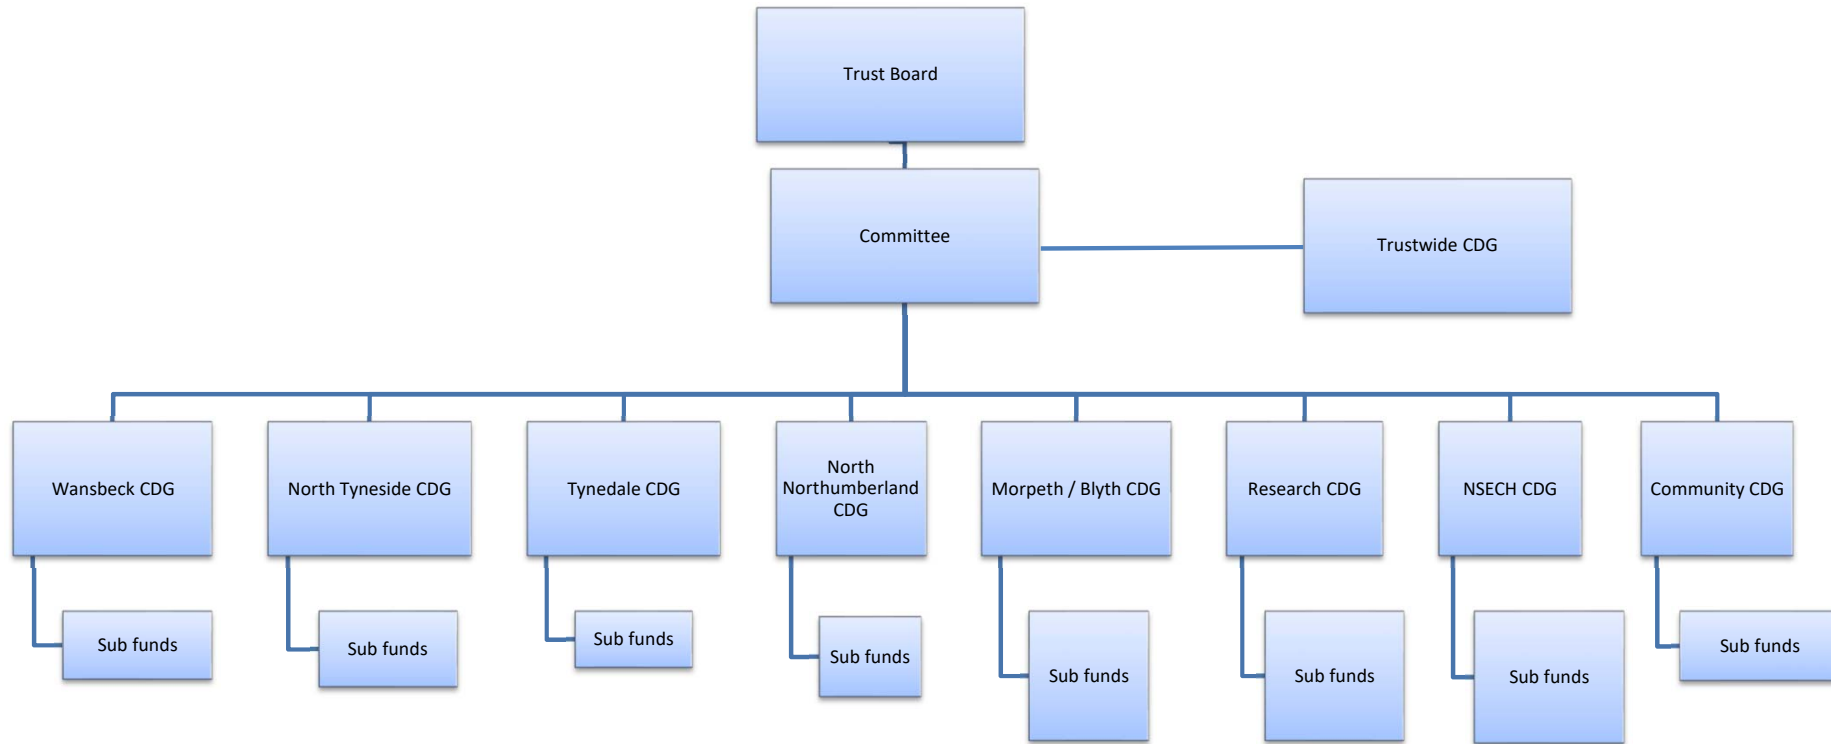 Trust Board
Committee
Trustwide CDG
Wansbeck CDG
North Tyneside CDG
Tynedale CDG
North
Northumberland
CDG
Morpeth / Blyth CDG
Research CDG
NSECH CDG
Community CDG
Sub funds
Sub funds
Sub funds
Sub funds
Sub funds
Sub funds
Sub funds
Sub funds